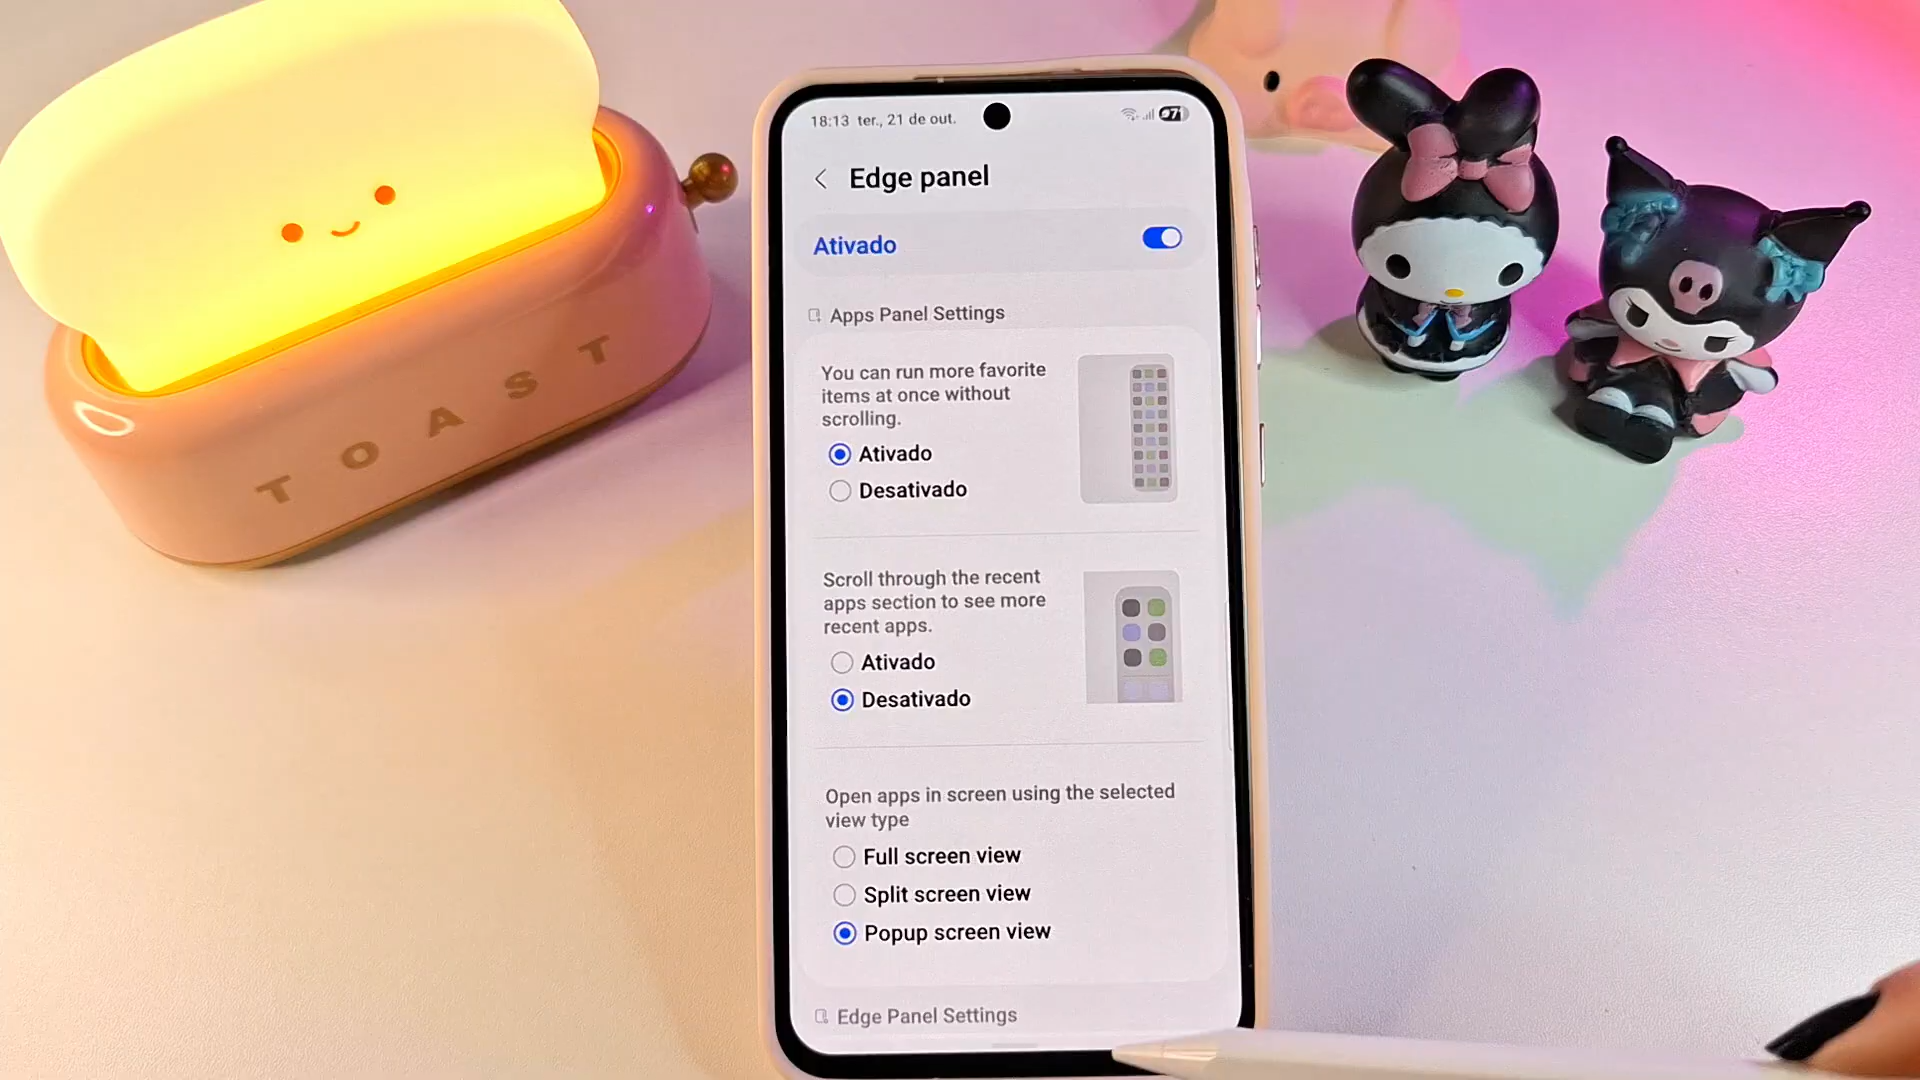 TOAST
18:13 ter., 21 de out.
71
Edge panel
Ativado
Apps Panel Settings
You can run more favorite
items at once without
scrolling.
Ativado
Desativado
Scroll through the recent
apps section to see more
recent apps.
Ativado
Desativado
Open apps in screen using the selected
view type
Full screen view
Split screen view
Popup screen view
Edge Panel Settings